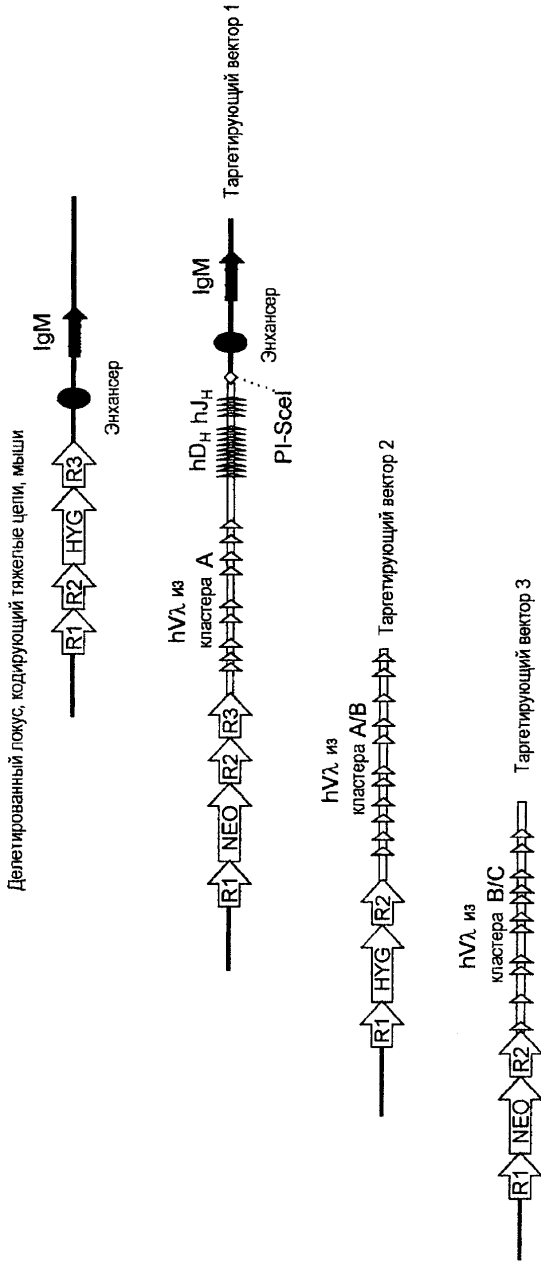 Делетированный локус, кодирующий тяжелые цепи, мыши
R1 R2 HYG R3
Энхансер
IgM
hVλ из
кластера A
hDH hJH
R1 NEO R2 R3
PI-SceI
Энхансер
IgM
Таргетирующий вектор 1
hVλ из
кластера A/B
R1 HYG R2
Таргетирующий вектор 2
hVλ из
кластера B/C
R1 NEO R2
Таргетирующий вектор 3